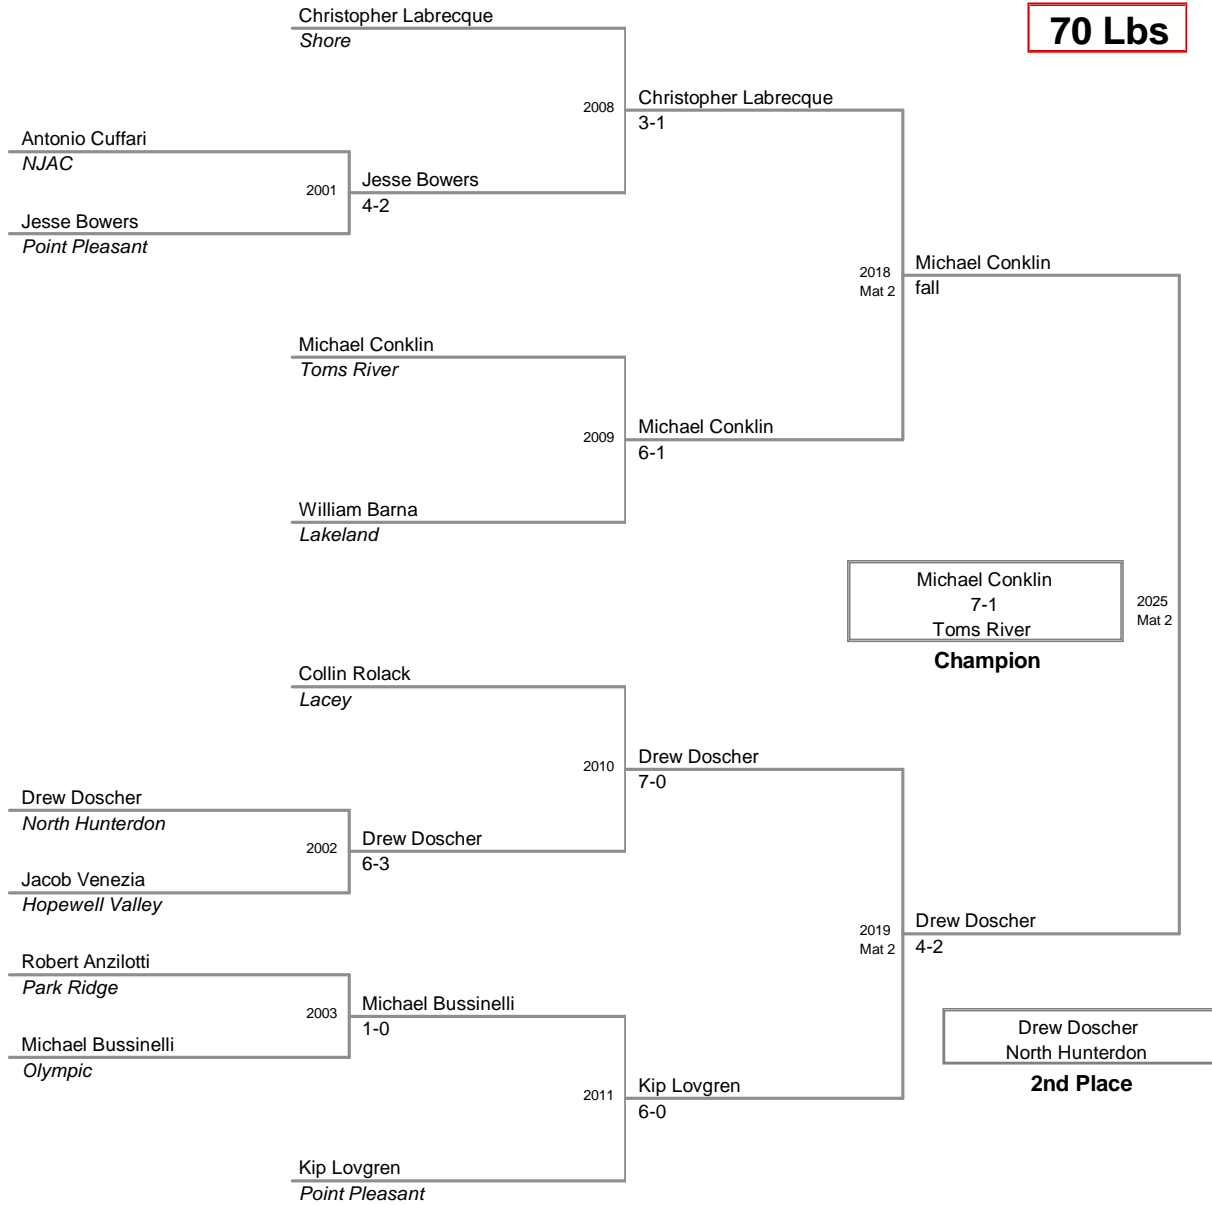 Christopher Labrecque
Shore
70 Lbs
2008
Christopher Labrecque
3-1
Antonio Cuffari
NJAC
2001
Jesse Bowers
4-2
Jesse Bowers
Point Pleasant
2018
Mat 2
Michael Conklin
fall
Michael Conklin
Toms River
2009
Michael Conklin
6-1
William Barna
Lakeland
Michael Conklin
7-1
Toms River
Champion
2025
Mat 2
Collin Rolack
Lacey
2010
Drew Doscher
7-0
Drew Doscher
North Hunterdon
2002
Drew Doscher
6-3
Jacob Venezia
Hopewell Valley
2019
Mat 2
Drew Doscher
4-2
Robert Anzilotti
Park Ridge
2003
Michael Bussinelli
1-0
Michael Bussinelli
Olympic
Drew Doscher
North Hunterdon
2nd Place
2011
Kip Lovgren
6-0
Kip Lovgren
Point Pleasant